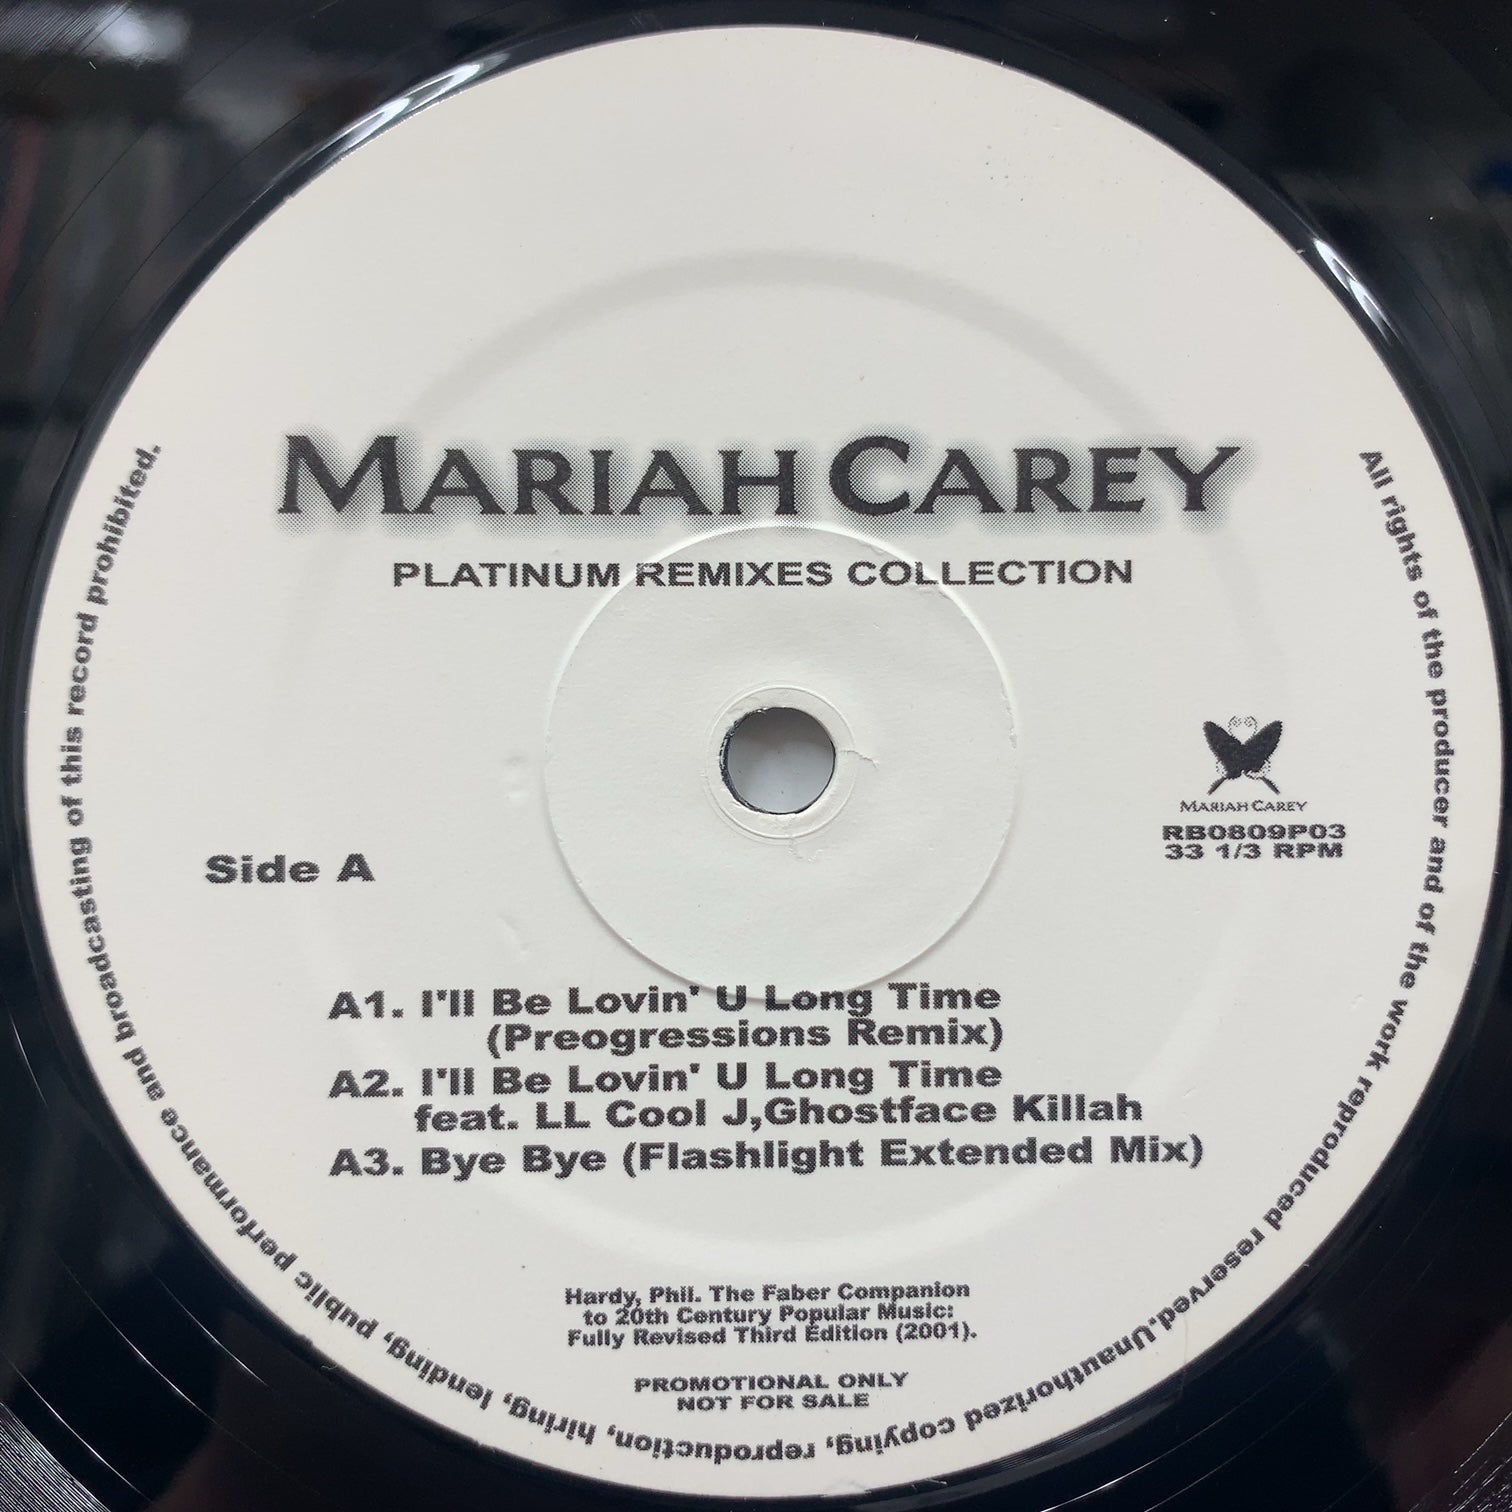 MARIAH CAREY
PLATINUM REMIXES COLLECTION
MARIAH CAREY
RB0809P03
33 1/3 RPM
Side A
A1. I'll Be Lovin' U Long Time
(Preogressions Remix)
A2. I'll Be Lovin' U Long Time
feat. LL Cool J,Ghostface Killah
A3. Bye Bye (Flashlight Extended Mix)
Hardy, Phil. The Faber Companion
to 20th Century Popular Music:
Fully Revised Third Edition (2001).
PROMOTIONAL ONLY
NOT FOR SALE
All rights of the producer and of the work reproduced reserved.Unauthorized copying, reproduction, hiring, lending, public performance and broadcasting of this record prohibited.